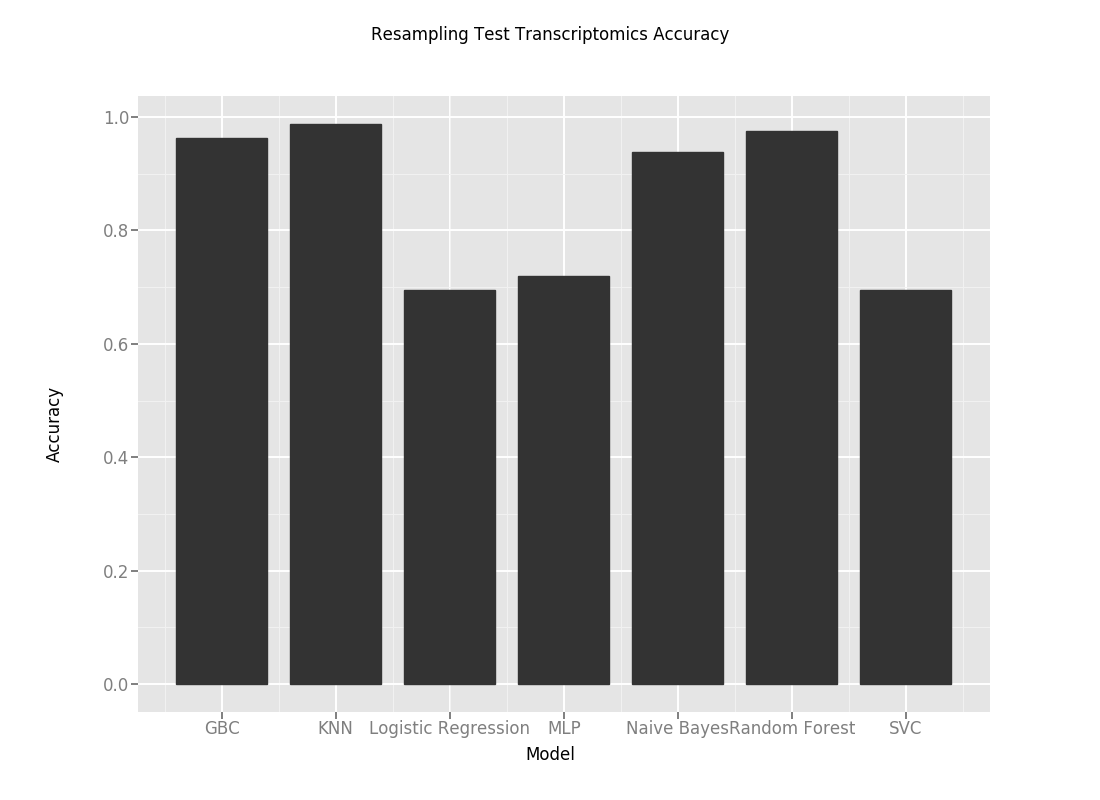 Resampling Test Transcriptomics Accuracy
1.0
0.8
0.6
0.4
0.2
0.0
Accuracy
GBC KNN Logistic Regression MLP Naive Bayes Random Forest SVC
Model